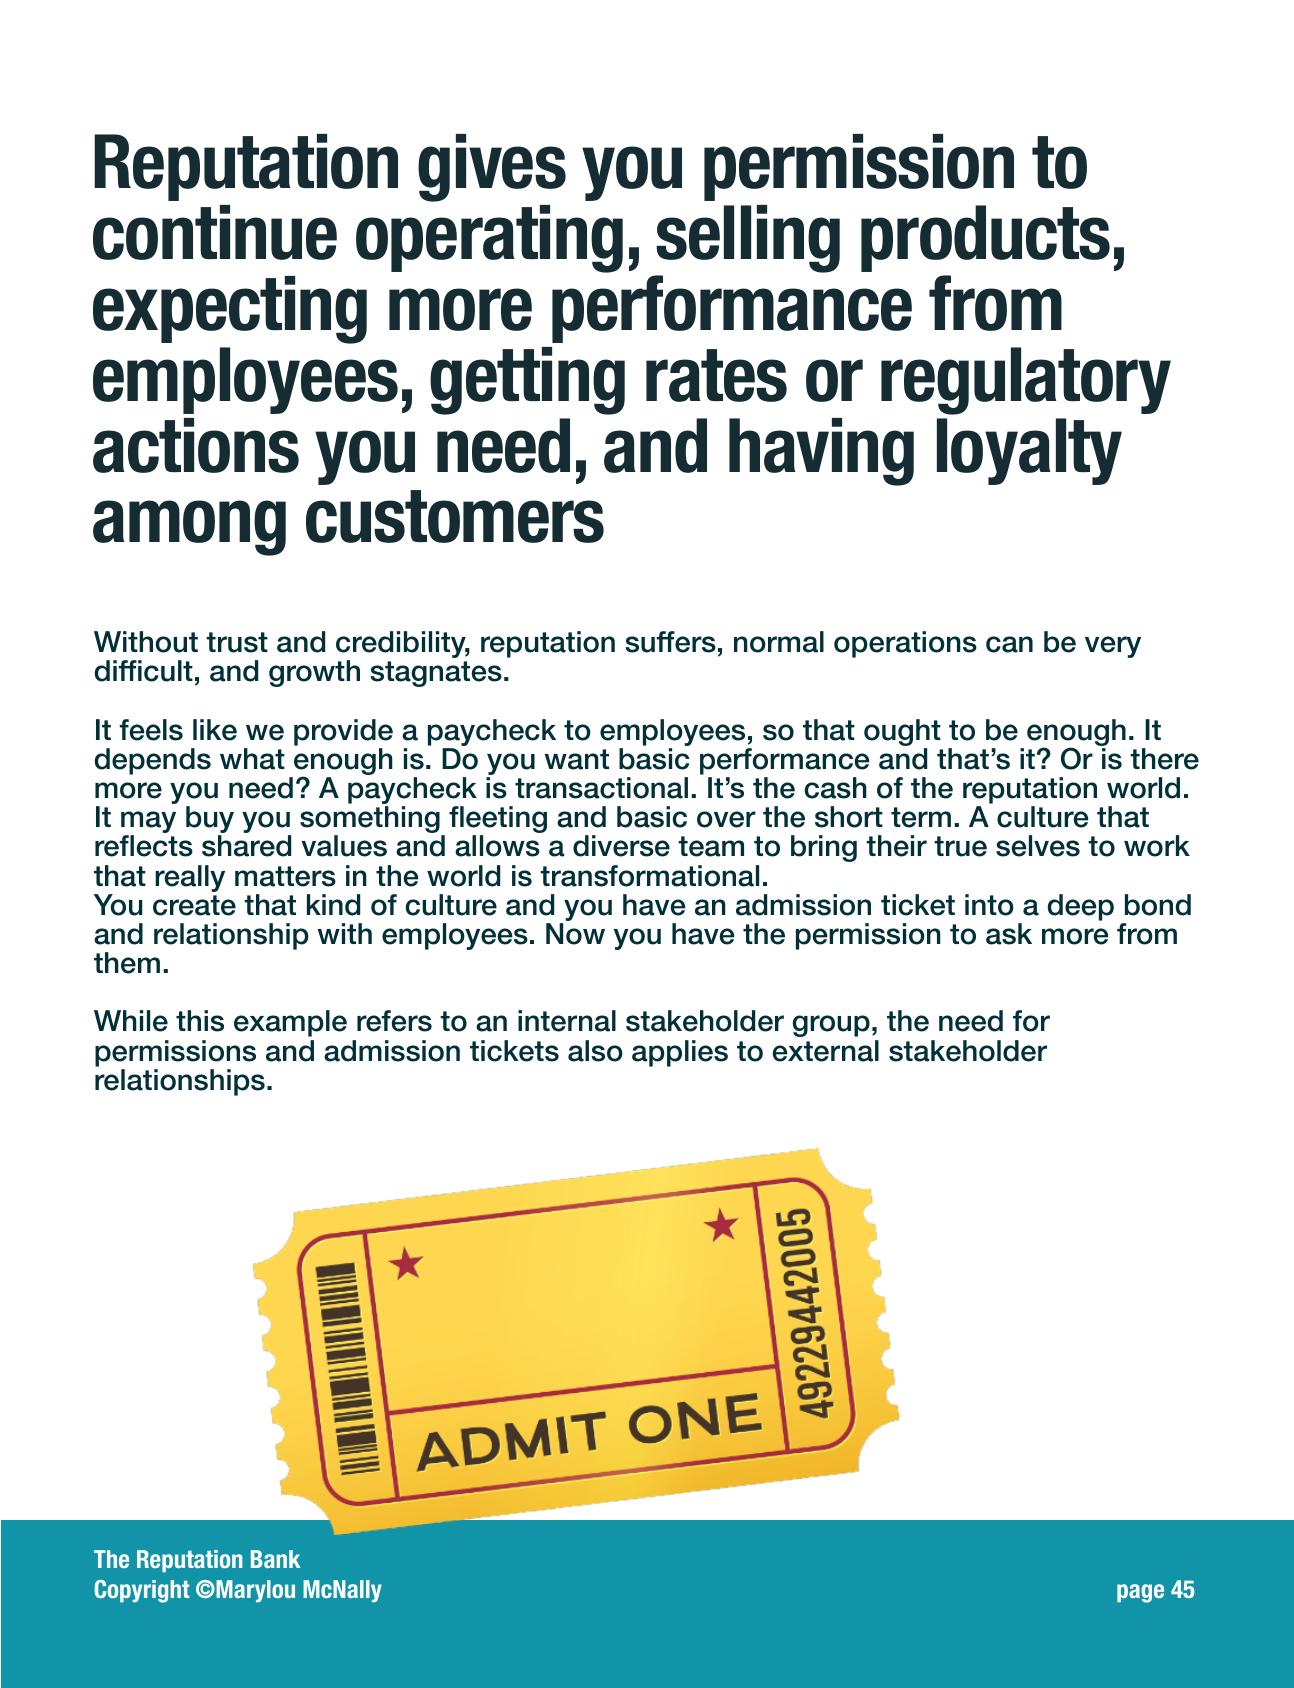 Reputation gives you permission to
continue operating, selling products,
expecting more performance from
employees, getting rates or regulatory
actions you need, and having loyalty
among customers
Without trust and credibility, reputation suffers, normal operations can be very
difficult, and growth stagnates.
It feels like we provide a paycheck to employees, so that ought to be enough. It
depends what enough is. Do you want basic performance and that’s it? Or is there
more you need? A paycheck is transactional. It’s the cash of the reputation world.
It may buy you something fleeting and basic over the short term. A culture that
reflects shared values and allows a diverse team to bring their true selves to work
that really matters in the world is transformational.
You create that kind of culture and you have an admission ticket into a deep bond
and relationship with employees. Now you have the permission to ask more from
them.
While this example refers to an internal stakeholder group, the need for
permissions and admission tickets also applies to external stakeholder
relationships.
ADMIT ONE
49229442005
The Reputation Bank
Copyright ©Marylou McNally
page 45